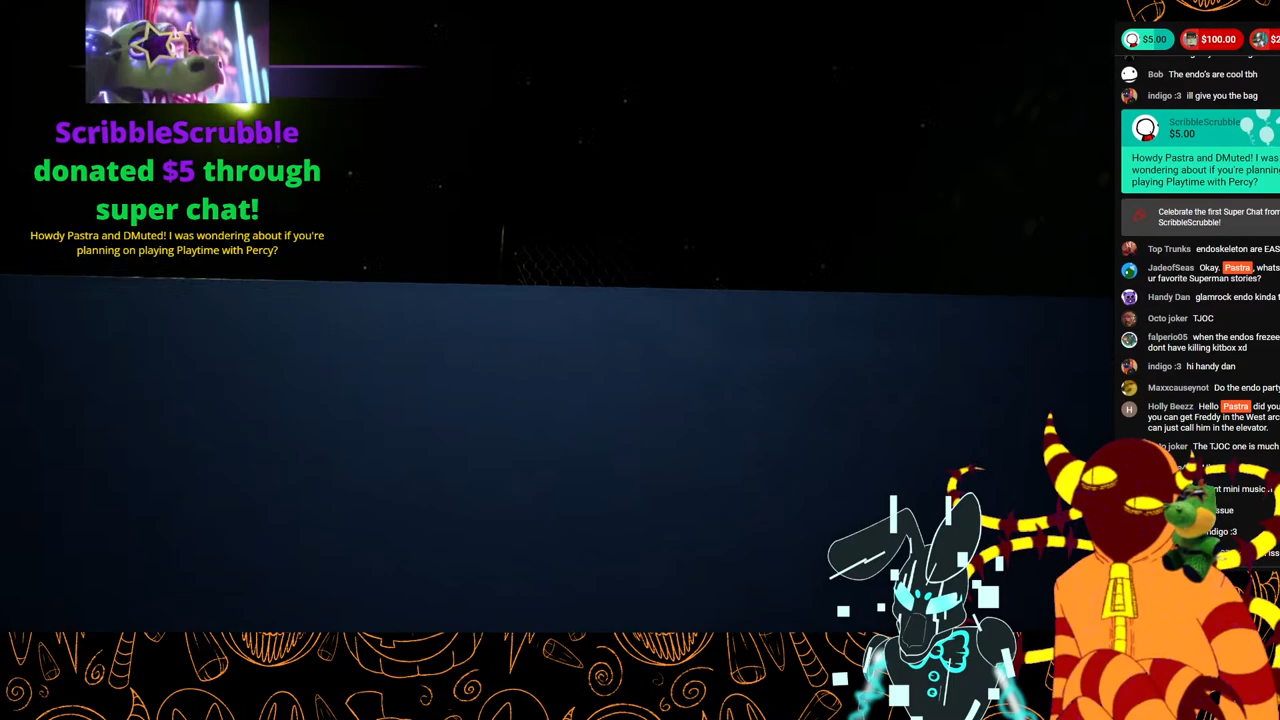 ScribbleScrubble
donated $5 through
super chat!
Howdy Pastra and DMuted! I was wondering about if you're
planning on playing Playtime with Percy?
$5.00
$100.00
Bob The endo's are cool tbh
indigo :3 ill give you the bag
ScribbleScrubble
$5.00
Howdy Pastra and DMuted! I was
wondering about if you're
playing Playtime with Percy?
Celebrate the first Super Chat from
ScribbleScrubble!
Top Trunks endoskeleton are
JadeofSeas Okay. Pastra, whats
ur favorite Superman stories?
Handy Dan glamrock endo kinda
Octo joker TJOC
falperio05 when the endos frezee
dont have killing kitbox xd
indigo :3 hi handy dan
Maxxcauseynot Do the endo party
H
Holly Beezz Hello Pastra did you
you can get Freddy in the West
can just call him in the elevator.
joker The TJOC one is much
mini music
indigo :3